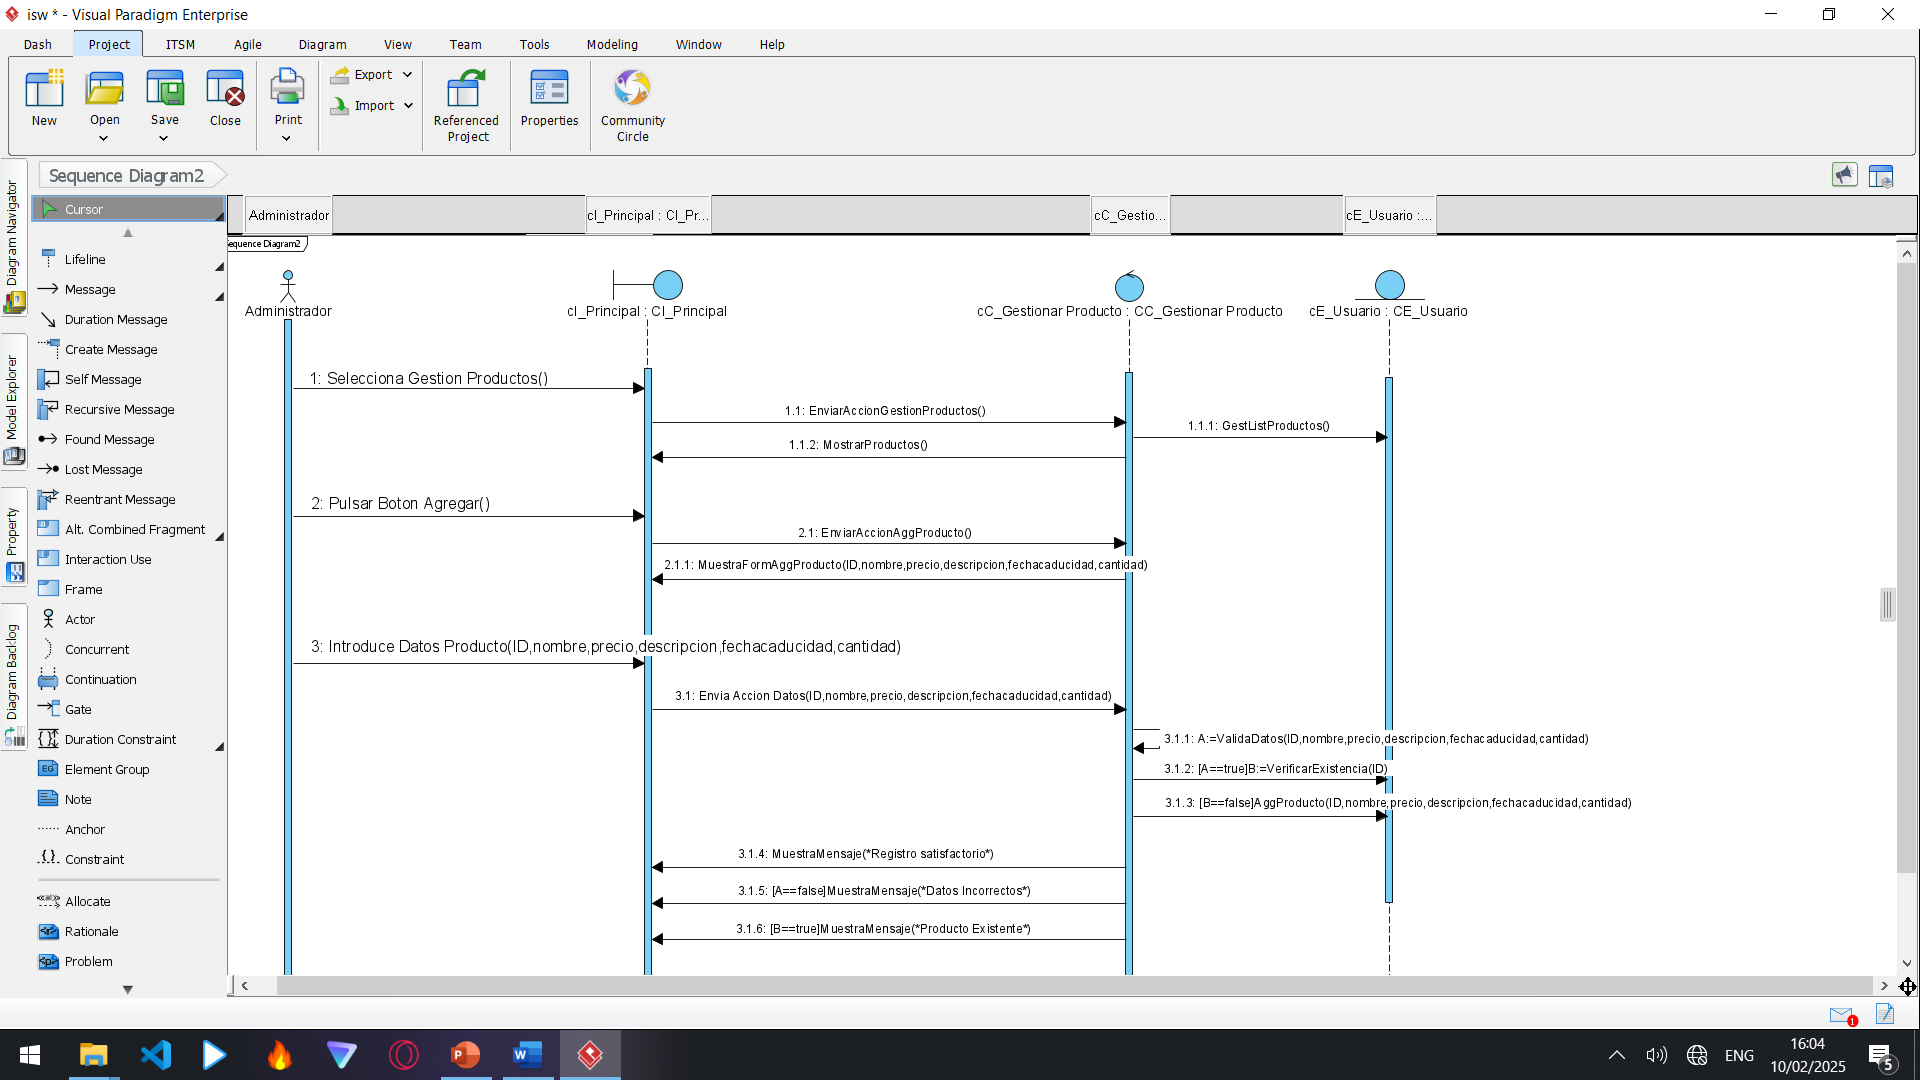 isw * - Visual Paradigm Enterprise
Dash Project ITSM Agile Diagram View Team Tools Modeling Window Help
New Open Save Close Print Export Import Referenced Project Properties Community Circle
Sequence Diagram2
Diagram Navigator
Model Explorer
Property
Diagram Backlog
Cursor
Lifeline
Message
Duration Message
Create Message
Self Message
Recursive Message
Found Message
Lost Message
Reentrant Message
Alt. Combined Fragment
Interaction Use
Frame
Actor
Concurrent
Continuation
Gate
Duration Constraint
Element Group
Note
Anchor
Constraint
Allocate
Rationale
Problem
Administrador cI_Principal : CI_Pr... cC_Gestio... cE_Usuario :...
equence Diagram2
Administrador cI_Principal : CI_Principal cC_Gestionar Producto : CC_Gestionar Producto cE_Usuario : CE_Usuario
1: Selecciona Gestion Productos()
1.1: EnviarAccionGestionProductos()
1.1.1: GestListProductos()
1.1.2: MostrarProductos()
2: Pulsar Boton Agregar()
2.1: EnviarAccionAggProducto()
2.1.1: MuestraFormAggProducto(ID,nombre,precio,descripcion,fechacaducidad,cantidad)
3: Introduce Datos Producto(ID,nombre,precio,descripcion,fechacaducidad,cantidad)
3.1: Envia Accion Datos(ID,nombre,precio,descripcion,fechacaducidad,cantidad)
3.1.1: A:=ValidaDatos(ID,nombre,precio,descripcion,fechacaducidad,cantidad)
3.1.2: [A==true]B:=VerificarExistencia(ID)
3.1.3: [B==false]AggProducto(ID,nombre,precio,descripcion,fechacaducidad,cantidad)
3.1.4: MuestraMensaje(*Registro satisfactorio*)
3.1.5: [A==false]MuestraMensaje(*Datos Incorrectos*)
3.1.6: [B==true]MuestraMensaje(*Producto Existente*)
1
ENG
16:04
10/02/2025
5